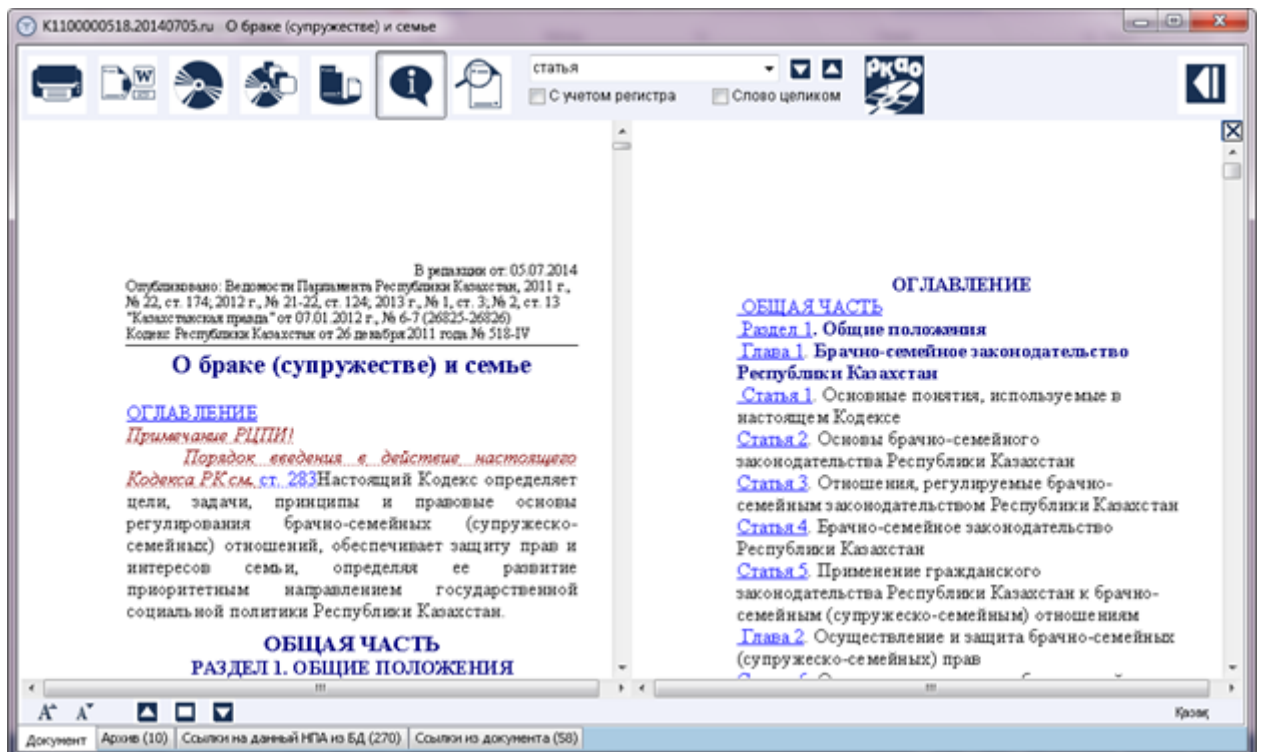 K1100000518.20140705.ru О браке (супружестве) и семье
статья
С учетом регистра
Слово целиком
РКАО
В редакции от: 05.07.2014
Опубликовано: Ведомости Парламента Республики Казахстан, 2011 г.,
№ 22, ст. 174; 2012 г., № 21-22, ст. 124; 2013 г., № 1, ст. 3; № 2, ст. 13
"Казахстанская правда" от 07.01.2012 г., № 6-7 (26825-26826)
Кодекс Республики Казахстан от 26 декабря 2011 года № 518-IV
О браке (супружестве) и семье
ОГЛАВЛЕНИЕ
Примечание РЦПИ!
Порядок введения в действие настоящего
Кодекса РК см. ст. 283Настоящий Кодекс определяет
цели, задачи, принципы и правовые основы
регулирования брачно-семейных (супружеско-
семейных) отношений, обеспечивает защиту прав и
интересов семьи, определяя ее развитие
приоритетным направлением государственной
социальной политики Республики Казахстан.
ОБЩАЯ ЧАСТЬ
РАЗДЕЛ 1. ОБЩИЕ ПОЛОЖЕНИЯ
ОГЛАВЛЕНИЕ
ОБЩАЯ ЧАСТЬ
Раздел 1. Общие положения
Глава 1. Брачно-семейное законодательство
Республики Казахстан
Статья 1. Основные понятия, используемые в
настоящем Кодексе
Статья 2. Основы брачно-семейного
законодательства Республики Казахстан
Статья 3. Отношения, регулируемые брачно-
семейным законодательством Республики Казахстан
Статья 4. Брачно-семейное законодательство
Республики Казахстан
Статья 5. Применение гражданского
законодательства Республики Казахстан к брачно-
семейным (супружеско-семейным) отношениям
Глава 2. Осуществление и защита брачно-семейных
(супружеско-семейных) прав
A A
Қазақ
Документ
Архив (10)
Ссылки на данный НПА из БД (270)
Ссылки из документа (58)